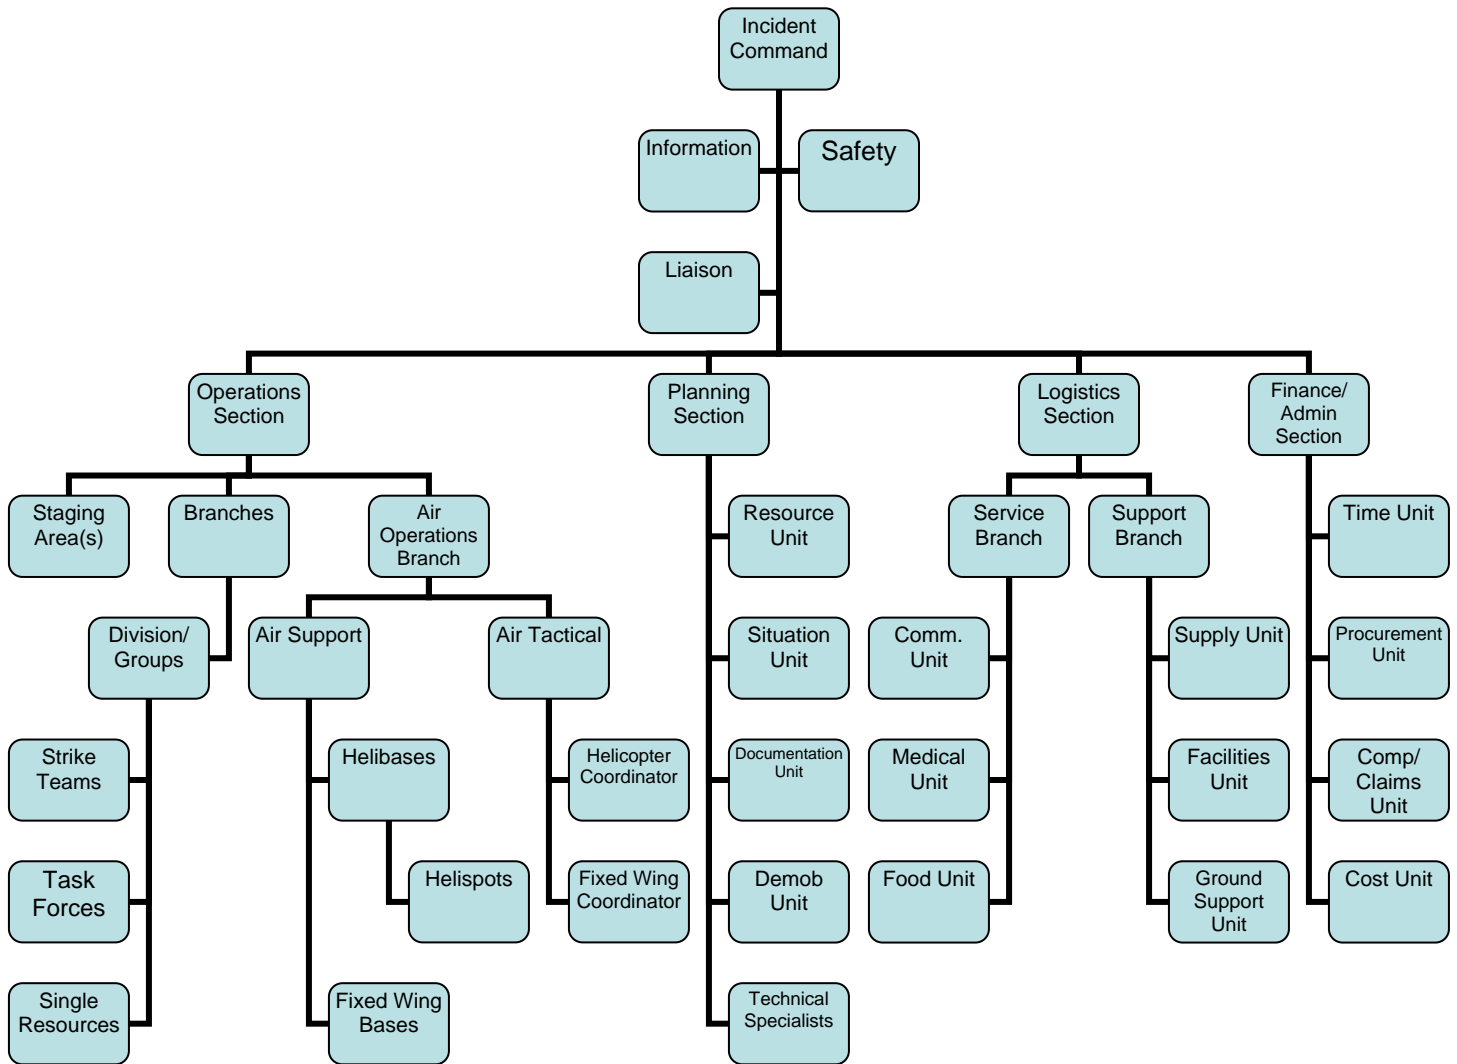 Incident
Command
Information
Safety
Liaison
Operations
Section
Planning
Section
Logistics
Section
Finance/
Admin
Section
Staging
Area(s)
Branches
Air
Operations
Branch
Resource
Unit
Service
Branch
Support
Branch
Time Unit
Division/
Groups
Air Support
Air Tactical
Situation
Unit
Comm.
Unit
Supply Unit
Procurement
Unit
Strike
Teams
Helibases
Helicopter
Coordinator
Documentation
Unit
Medical
Unit
Facilities
Unit
Comp/
Claims
Unit
Task
Forces
Helispots
Fixed Wing
Coordinator
Demob
Unit
Food Unit
Ground
Support
Unit
Cost Unit
Single
Resources
Fixed Wing
Bases
Technical
Specialists